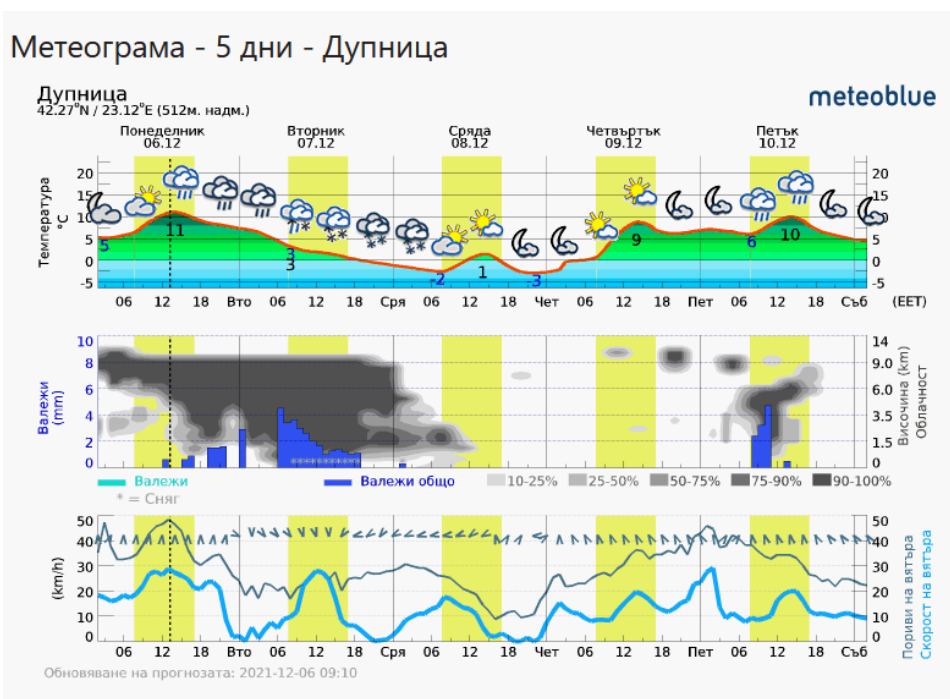 Метеограма - 5 дни - Дупница
Дупница
meteoblue
42.27°N / 23.12°E (512м. надм.)
Понеделник Вторник Сряда Четвъртък Петък
06.12 07.12 08.12 09.12 10.12
Температура
°C
20 20
15 15
10 10
5 5
0 0
-5 -5
5 11 3 3 -2 1 -3 9 6 10
06 12 18 Вто 06 12 18 Сря 06 12 18 Чет 06 12 18 Пет 06 12 18 Съб (EET)
Валежи
(mm)
10 14
8 9.0
6 6.0
4 3.5
2 1.5
0 0
Височина (km)
Облачност
Валежи Валежи общо 10-25% 25-50% 50-75% 75-90% 90-100%
* = Сняг
(km/h)
50 50
40 40
30 30
20 20
10 10
0 0
Пориви на вятъра
Скорост на вятъра
06 12 18 Вто 06 12 18 Сря 06 12 18 Чет 06 12 18 Пет 06 12 18 Съб
Обновяване на прогнозата: 2021-12-06 09:10